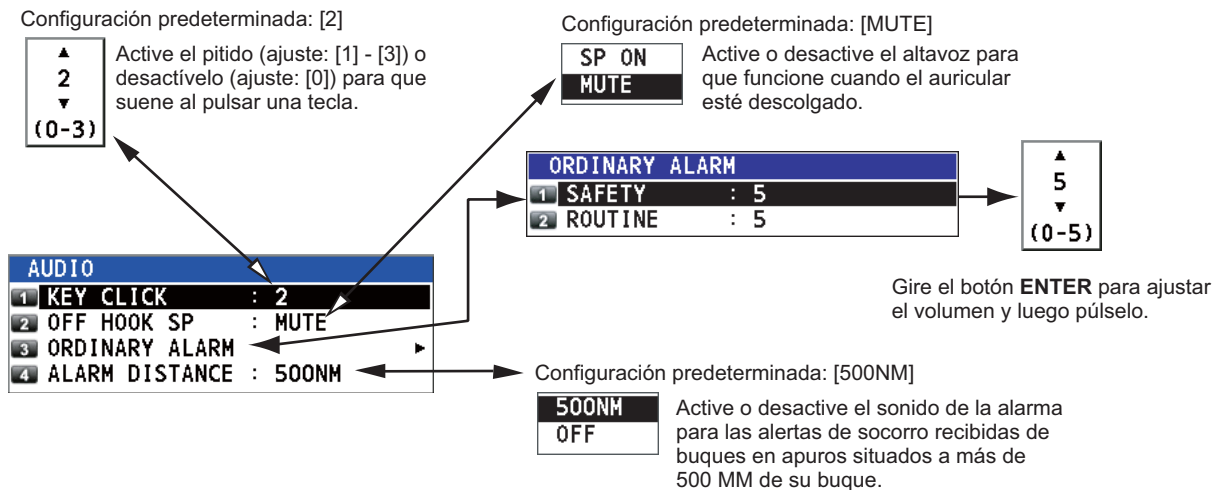 Configuración predeterminada: [2]
▲
2
▼
(0-3)
Active el pitido (ajuste: [1] - [3]) o
desactívelo (ajuste: [0]) para que
suene al pulsar una tecla.
Configuración predeterminada: [MUTE]
SP ON
MUTE
Active o desactive el altavoz para
que funcione cuando el auricular
esté descolgado.
ORDINARY ALARM
1 SAFETY : 5
2 ROUTINE : 5
▲
5
▼
(0-5)
Gire el botón ENTER para ajustar
el volumen y luego púlselo.
AUDIO
1 KEY CLICK : 2
2 OFF HOOK SP : MUTE
3 ORDINARY ALARM ►
4 ALARM DISTANCE : 500NM
Configuración predeterminada: [500NM]
500NM
OFF
Active o desactive el sonido de la alarma
para las alertas de socorro recibidas de
buques en apuros situados a más de
500 MM de su buque.